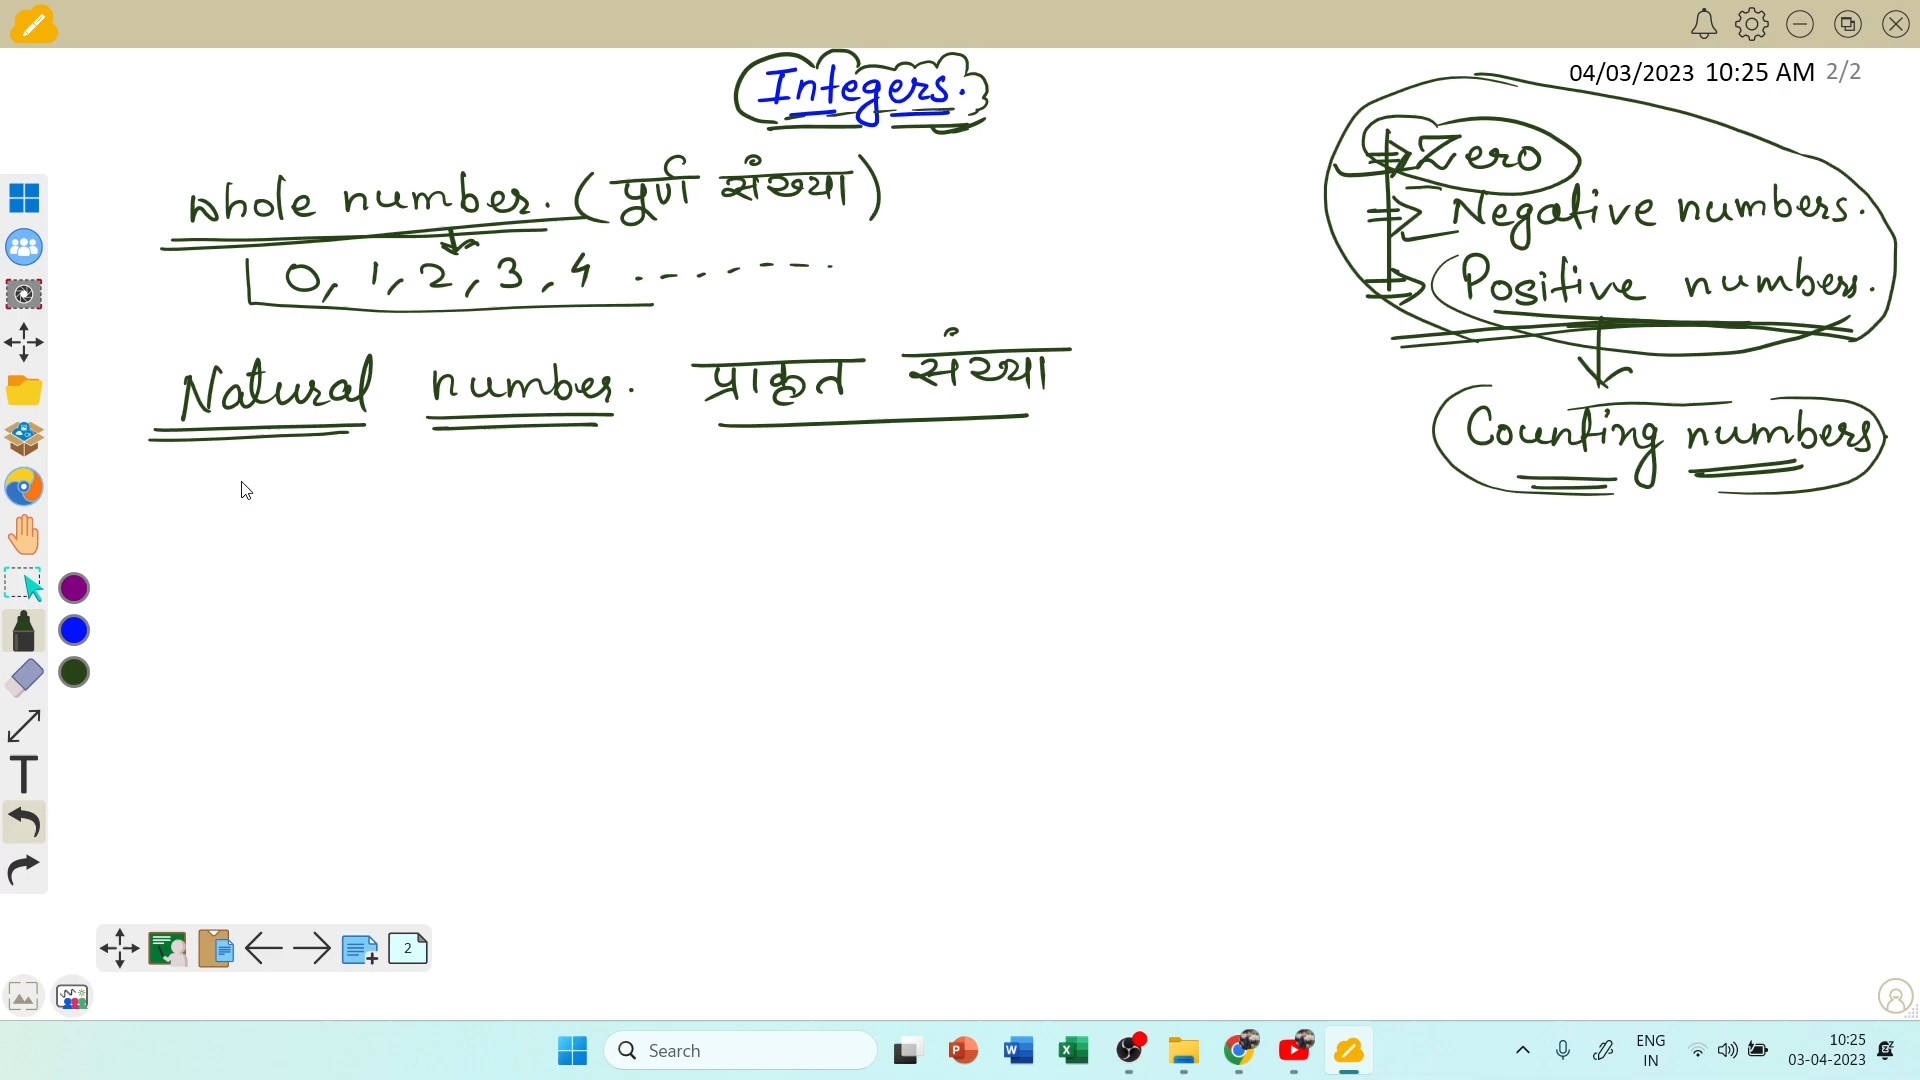 04/03/2023 10:25 AM 2/2
Integers.
whole number. (पूर्ण संख्या)
0, 1, 2, 3, 4 ........
Natural number. प्राकृत संख्या
Zero
Negative numbers.
Positive numbers.
Counting numbers
T
2
Search
ENG
IN
10:25
03-04-2023